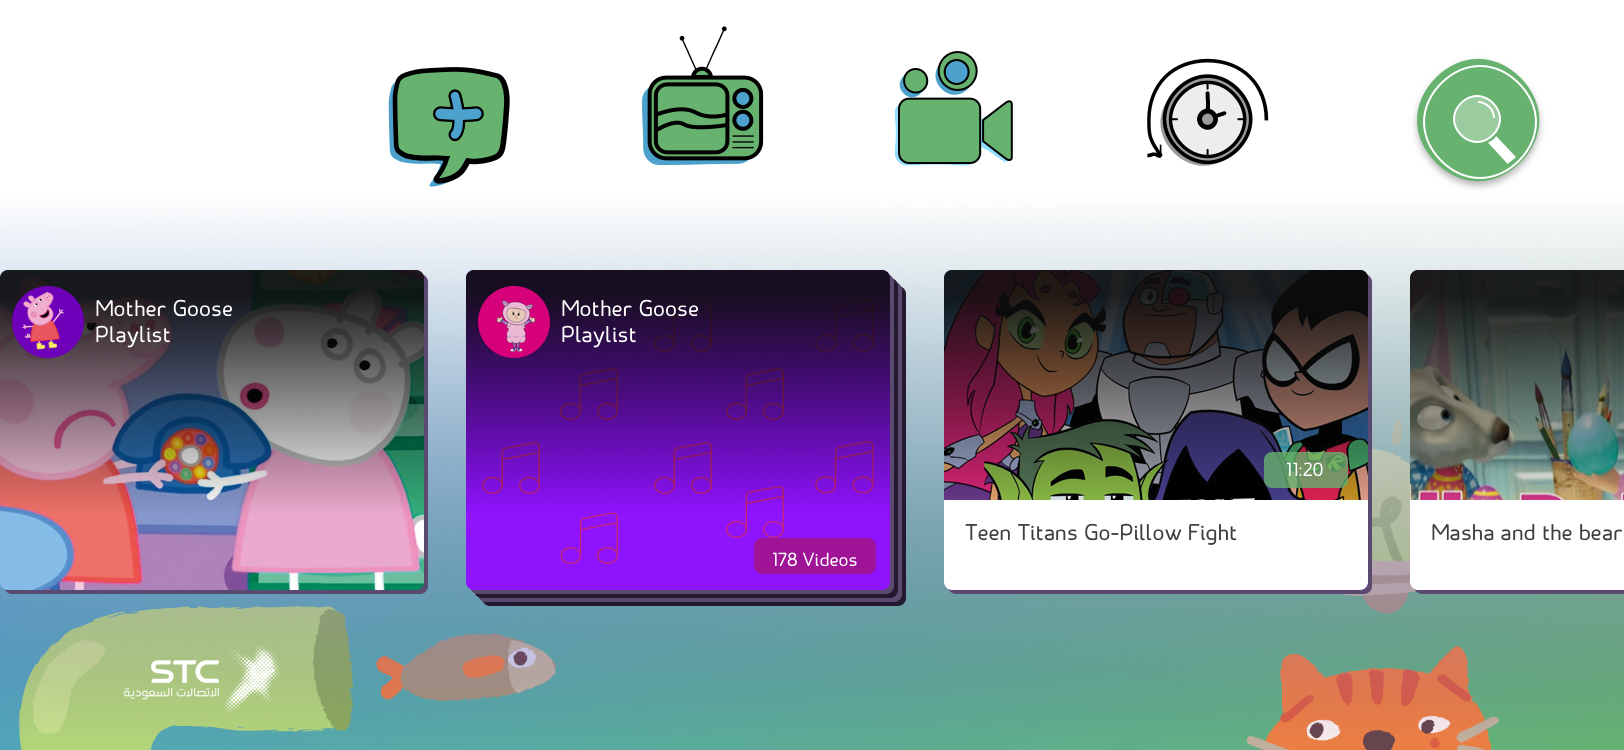 Mother Goose
Playlist
Mother Goose
Playlist
178 Videos
11:20
Teen Titans Go-Pillow Fight
Masha and the bear
STC
الاتصالات السعودية